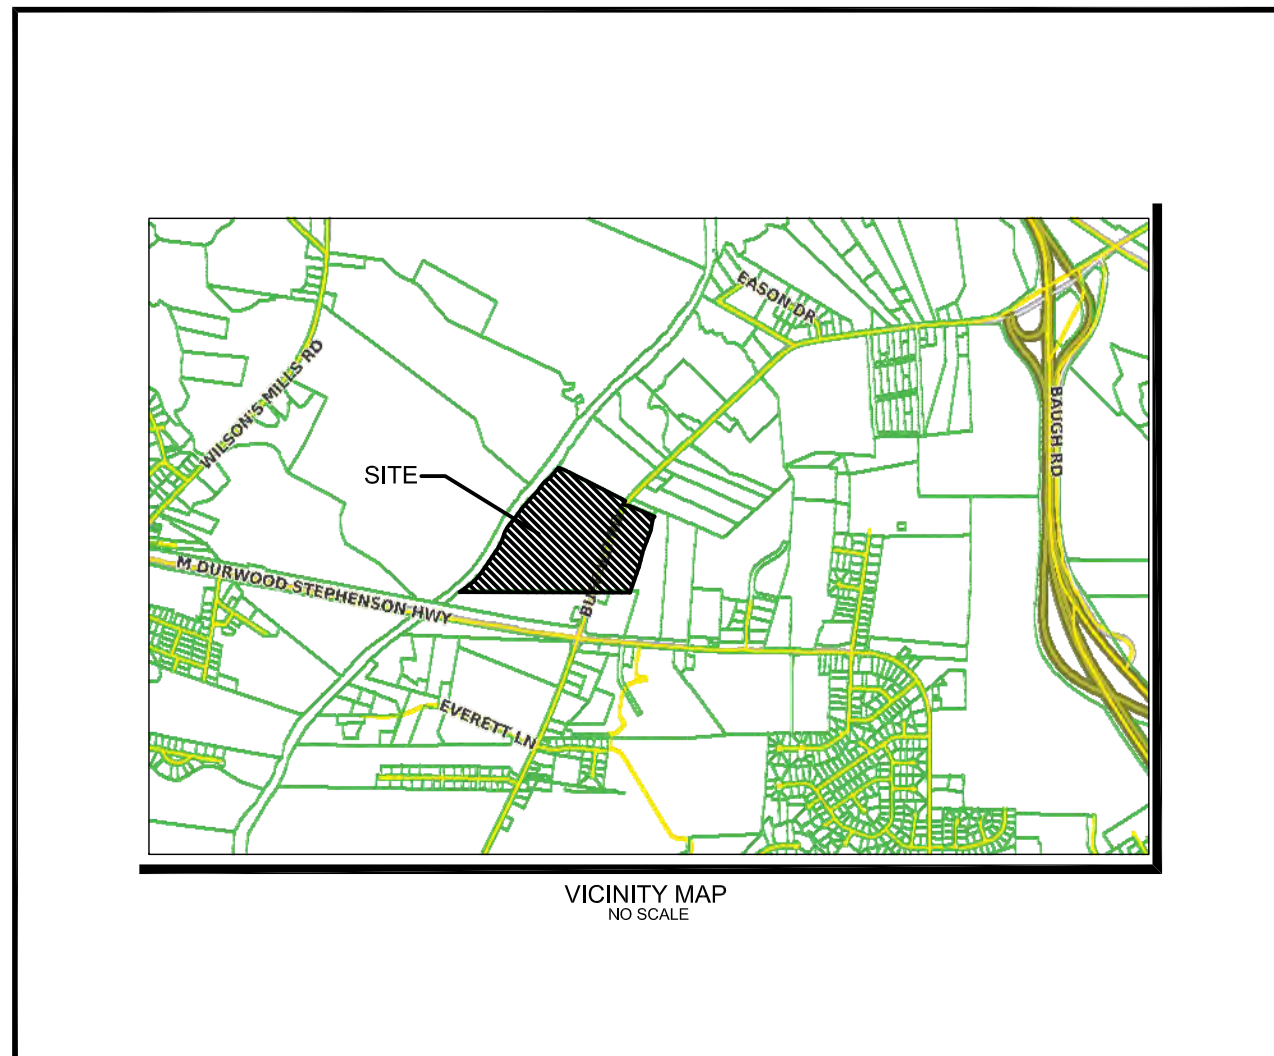 EASON DR
WILSON'S MILLS RD
BAUGH RD
SITE
M DURWOOD STEPHENSON HWY
EVERETT LN
VICINITY MAP
NO SCALE